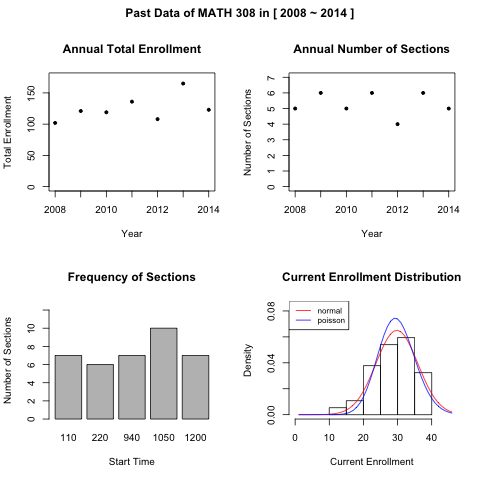 Past Data of MATH 308 in [ 2008 ~ 2014 ]
Annual Total Enrollment
Total Enrollment
0 50 100 150
2008 2010 2012 2014
Year
Annual Number of Sections
Number of Sections
0 1 2 3 4 5 6 7
2008 2010 2012 2014
Year
Frequency of Sections
Number of Sections
0 2 4 6 8 10
110 220 940 1050 1200
Start Time
Current Enrollment Distribution
Density
0.00 0.04 0.08
normal
poisson
0 10 20 30 40
Current Enrollment